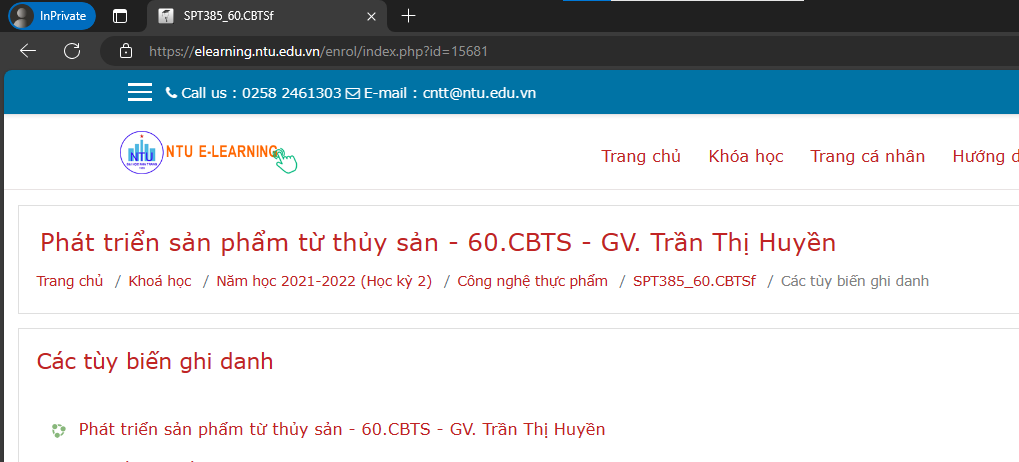 InPrivate
SPT385_60.CBTSf
https://elearning.ntu.edu.vn/enrol/index.php?id=15681
Call us : 0258 2461303 E-mail : cntt@ntu.edu.vn
NTU
NTU E-LEARNING
Trang chủ Khóa học Trang cá nhân Hướng
Phát triển sản phẩm từ thủy sản - 60.CBTS - GV. Trần Thị Huyền
Trang chủ / Khoá học / Năm học 2021-2022 (Học kỳ 2) / Công nghệ thực phẩm / SPT385_60.CBTSf / Các tùy biến ghi danh
Các tùy biến ghi danh
Phát triển sản phẩm từ thủy sản - 60.CBTS - GV. Trần Thị Huyền